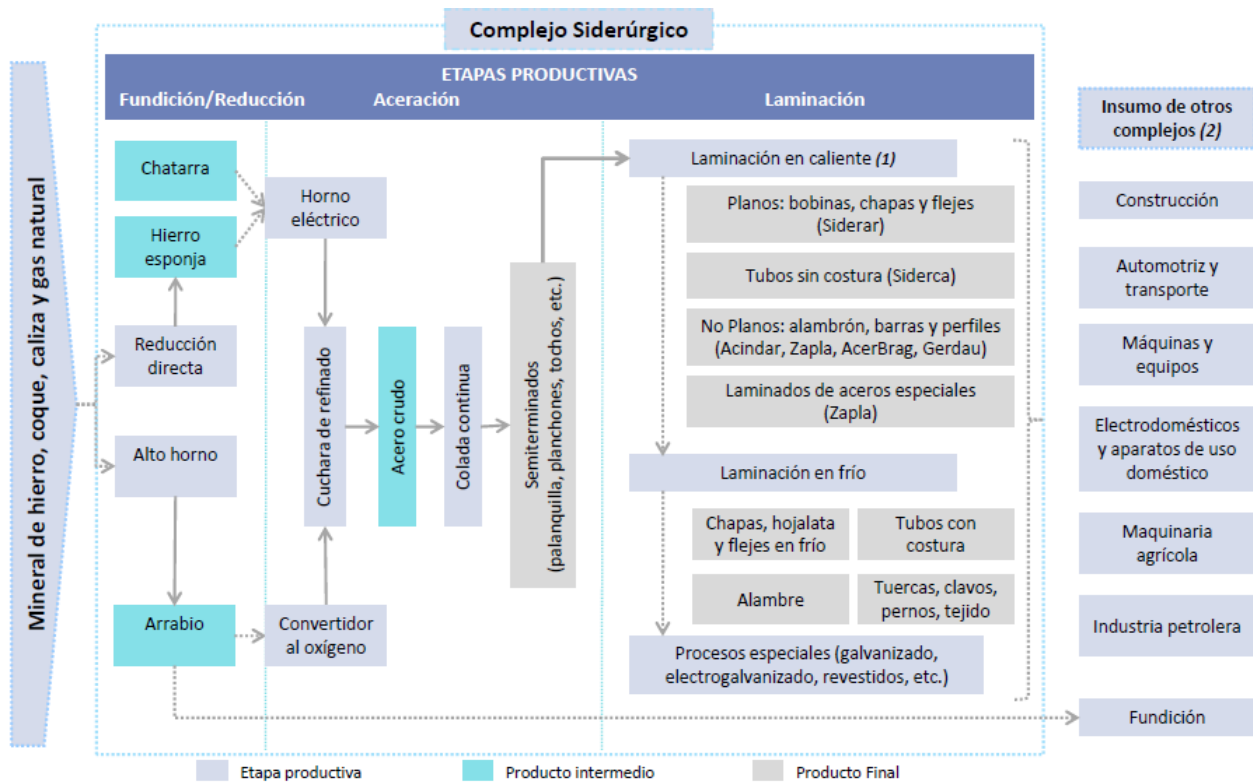 Complejo Siderúrgico
ETAPAS PRODUCTIVAS
Fundición/Reducción
Aceración
Laminación
Mineral de hierro, coque, caliza y gas natural
Chatarra
Hierro
esponja
Reducción
directa
Alto horno
Arrabio
Horno
eléctrico
Cuchara de refinado
Convertidor
al oxígeno
Acero crudo
Colada continua
Semiterminados
(palanquilla, planchones, tochos, etc.)
Laminación en caliente (1)
Planos: bobinas, chapas y flejes
(Siderar)
Tubos sin costura (Siderca)
No Planos: alambrón, barras y perfiles
(Acindar, Zapla, AcerBrag, Gerdau)
Laminados de aceros especiales
(Zapla)
Laminación en frío
Chapas, hojalata
y flejes en frío
Tubos con
costura
Alambre
Tuercas, clavos,
pernos, tejido
Procesos especiales (galvanizado,
electrogalvanizado, revestidos, etc.)
Insumo de otros
complejos (2)
Construcción
Automotriz y
transporte
Máquinas y
equipos
Electrodomésticos
y aparatos de uso
doméstico
Maquinaria
agrícola
Industria petrolera
Fundición
Etapa productiva
Producto intermedio
Producto Final